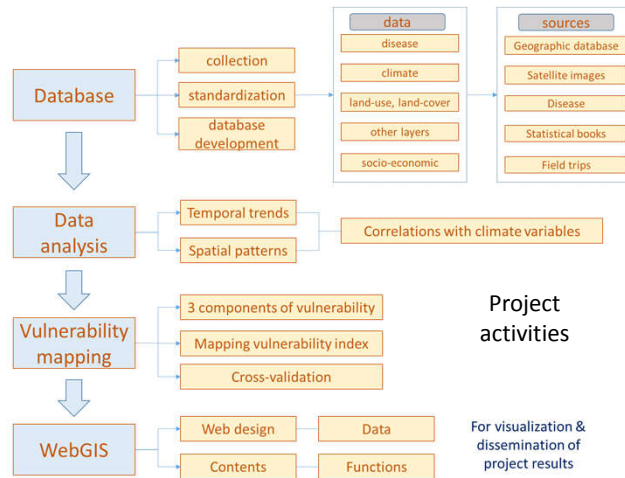 data
sources
disease
Geographic database
collection
climate
Satellite images
Database
standardization
land-use, land-cover
Disease
database
development
other layers
Statistical books
socio-economic
Field trips
Data
analysis
Temporal trends
Spatial patterns
Correlations with climate variables
Vulnerability
mapping
3 components of vulnerability
Mapping vulnerability index
Cross-validation
Project
activities
WebGIS
Web design
Data
Contents
Functions
For visualization &
dissemination of
project results